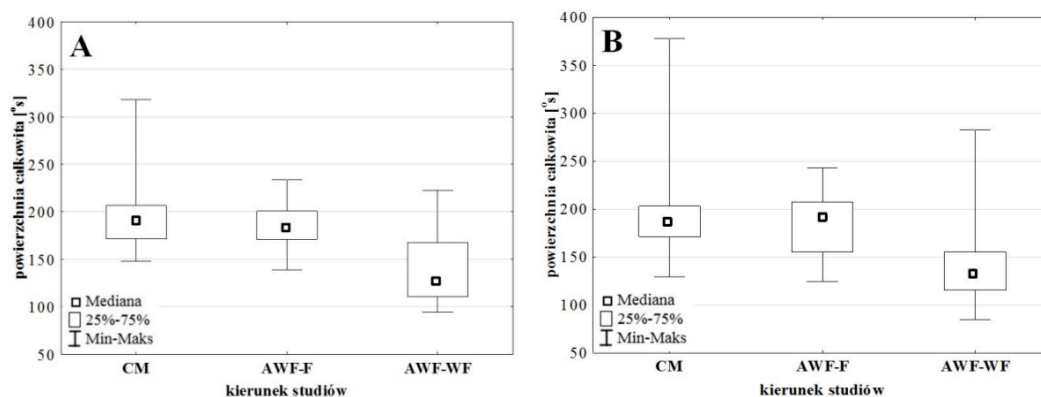 A
powierzchnia całkowita [°s]
400
350
300
250
200
150
100
50
Mediana
25%-75%
Min-Maks
CM AWF-F AWF-WF
kierunek studiów
B
powierzchnia całkowita [°s]
400
350
300
250
200
150
100
50
Mediana
25%-75%
Min-Maks
CM AWF-F AWF-WF
kierunek studiów